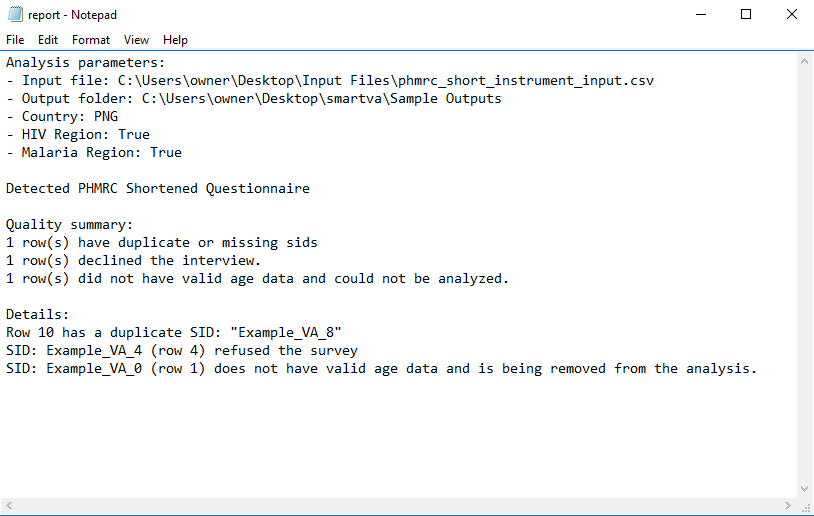 report - Notepad
File Edit Format View Help
Analysis parameters:
- Input file: C:\Users\owner\Desktop\Input Files\phmrc_short_instrument_input.csv
- Output folder: C:\Users\owner\Desktop\smartva\Sample Outputs
- Country: PNG
- HIV Region: True
- Malaria Region: True
Detected PHMRC Shortened Questionnaire
Quality summary:
1 row(s) have duplicate or missing sids
1 row(s) declined the interview.
1 row(s) did not have valid age data and could not be analyzed.
Details:
Row 10 has a duplicate SID: "Example_VA_8"
SID: Example_VA_4 (row 4) refused the survey
SID: Example_VA_0 (row 1) does not have valid age data and is being removed from the analysis.